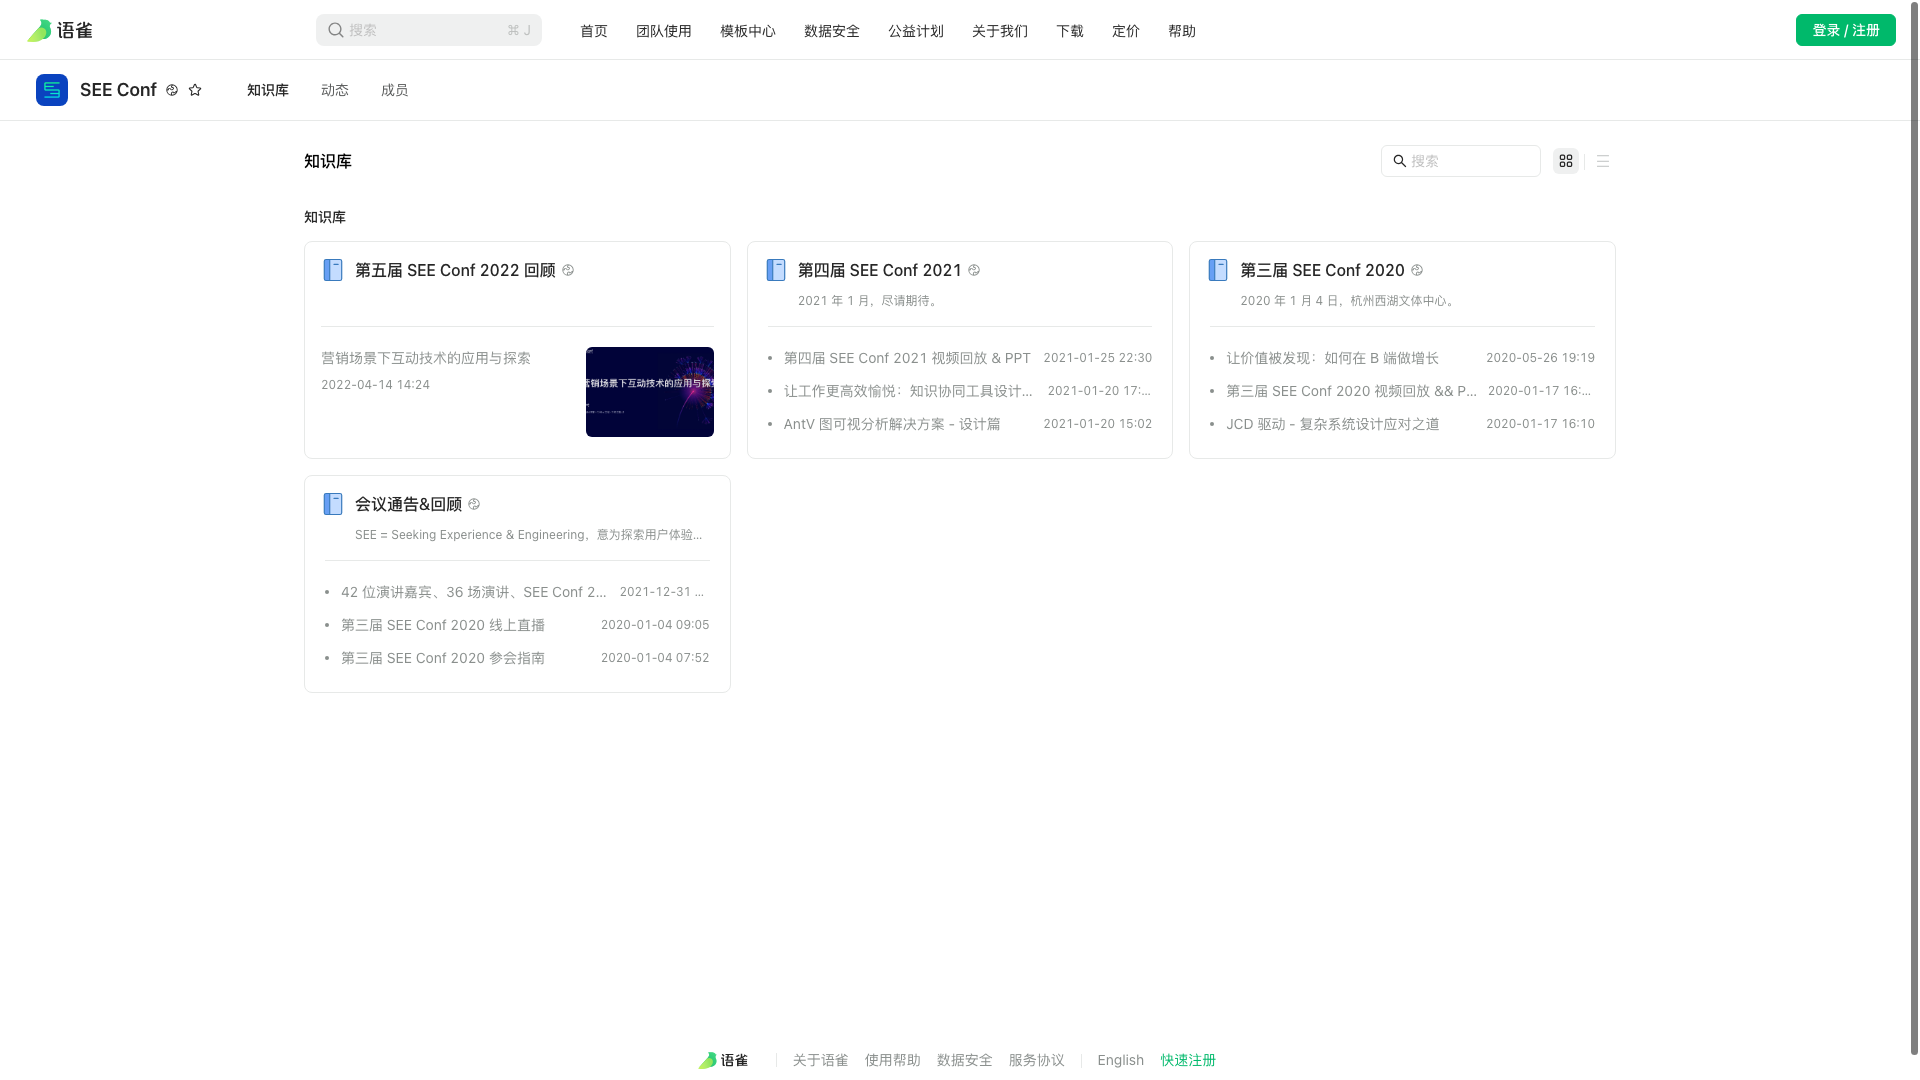 语雀
搜索 ⌘ J 首页 团队使用 模板中心 数据安全 公益计划 关于我们 下载 定价 帮助 登录 / 注册
SEE Conf 知识库 动态 成员
知识库 搜索
知识库
第五届 SEE Conf 2022 回顾
营销场景下互动技术的应用与探索
2022-04-14 14:24
营销场景下互动技术的应用与探
第四届 SEE Conf 2021
2021 年 1 月，尽请期待。
第四届 SEE Conf 2021 视频回放 & PPT 2021-01-25 22:30
让工作更高效愉悦：知识协同工具设计... 2021-01-20 17:...
AntV 图可视分析解决方案 - 设计篇 2021-01-20 15:02
第三届 SEE Conf 2020
2020 年 1 月 4 日，杭州西湖文体中心。
让价值被发现：如何在 B 端做增长 2020-05-26 19:19
第三届 SEE Conf 2020 视频回放 && P... 2020-01-17 16:...
JCD 驱动 - 复杂系统设计应对之道 2020-01-17 16:10
会议通告&回顾
SEE = Seeking Experience & Engineering，意为探索用户体验...
42 位演讲嘉宾、36 场演讲、SEE Conf 2... 2021-12-31 ...
第三届 SEE Conf 2020 线上直播 2020-01-04 09:05
第三届 SEE Conf 2020 参会指南 2020-01-04 07:52
语雀 关于语雀 使用帮助 数据安全 服务协议 English 快速注册